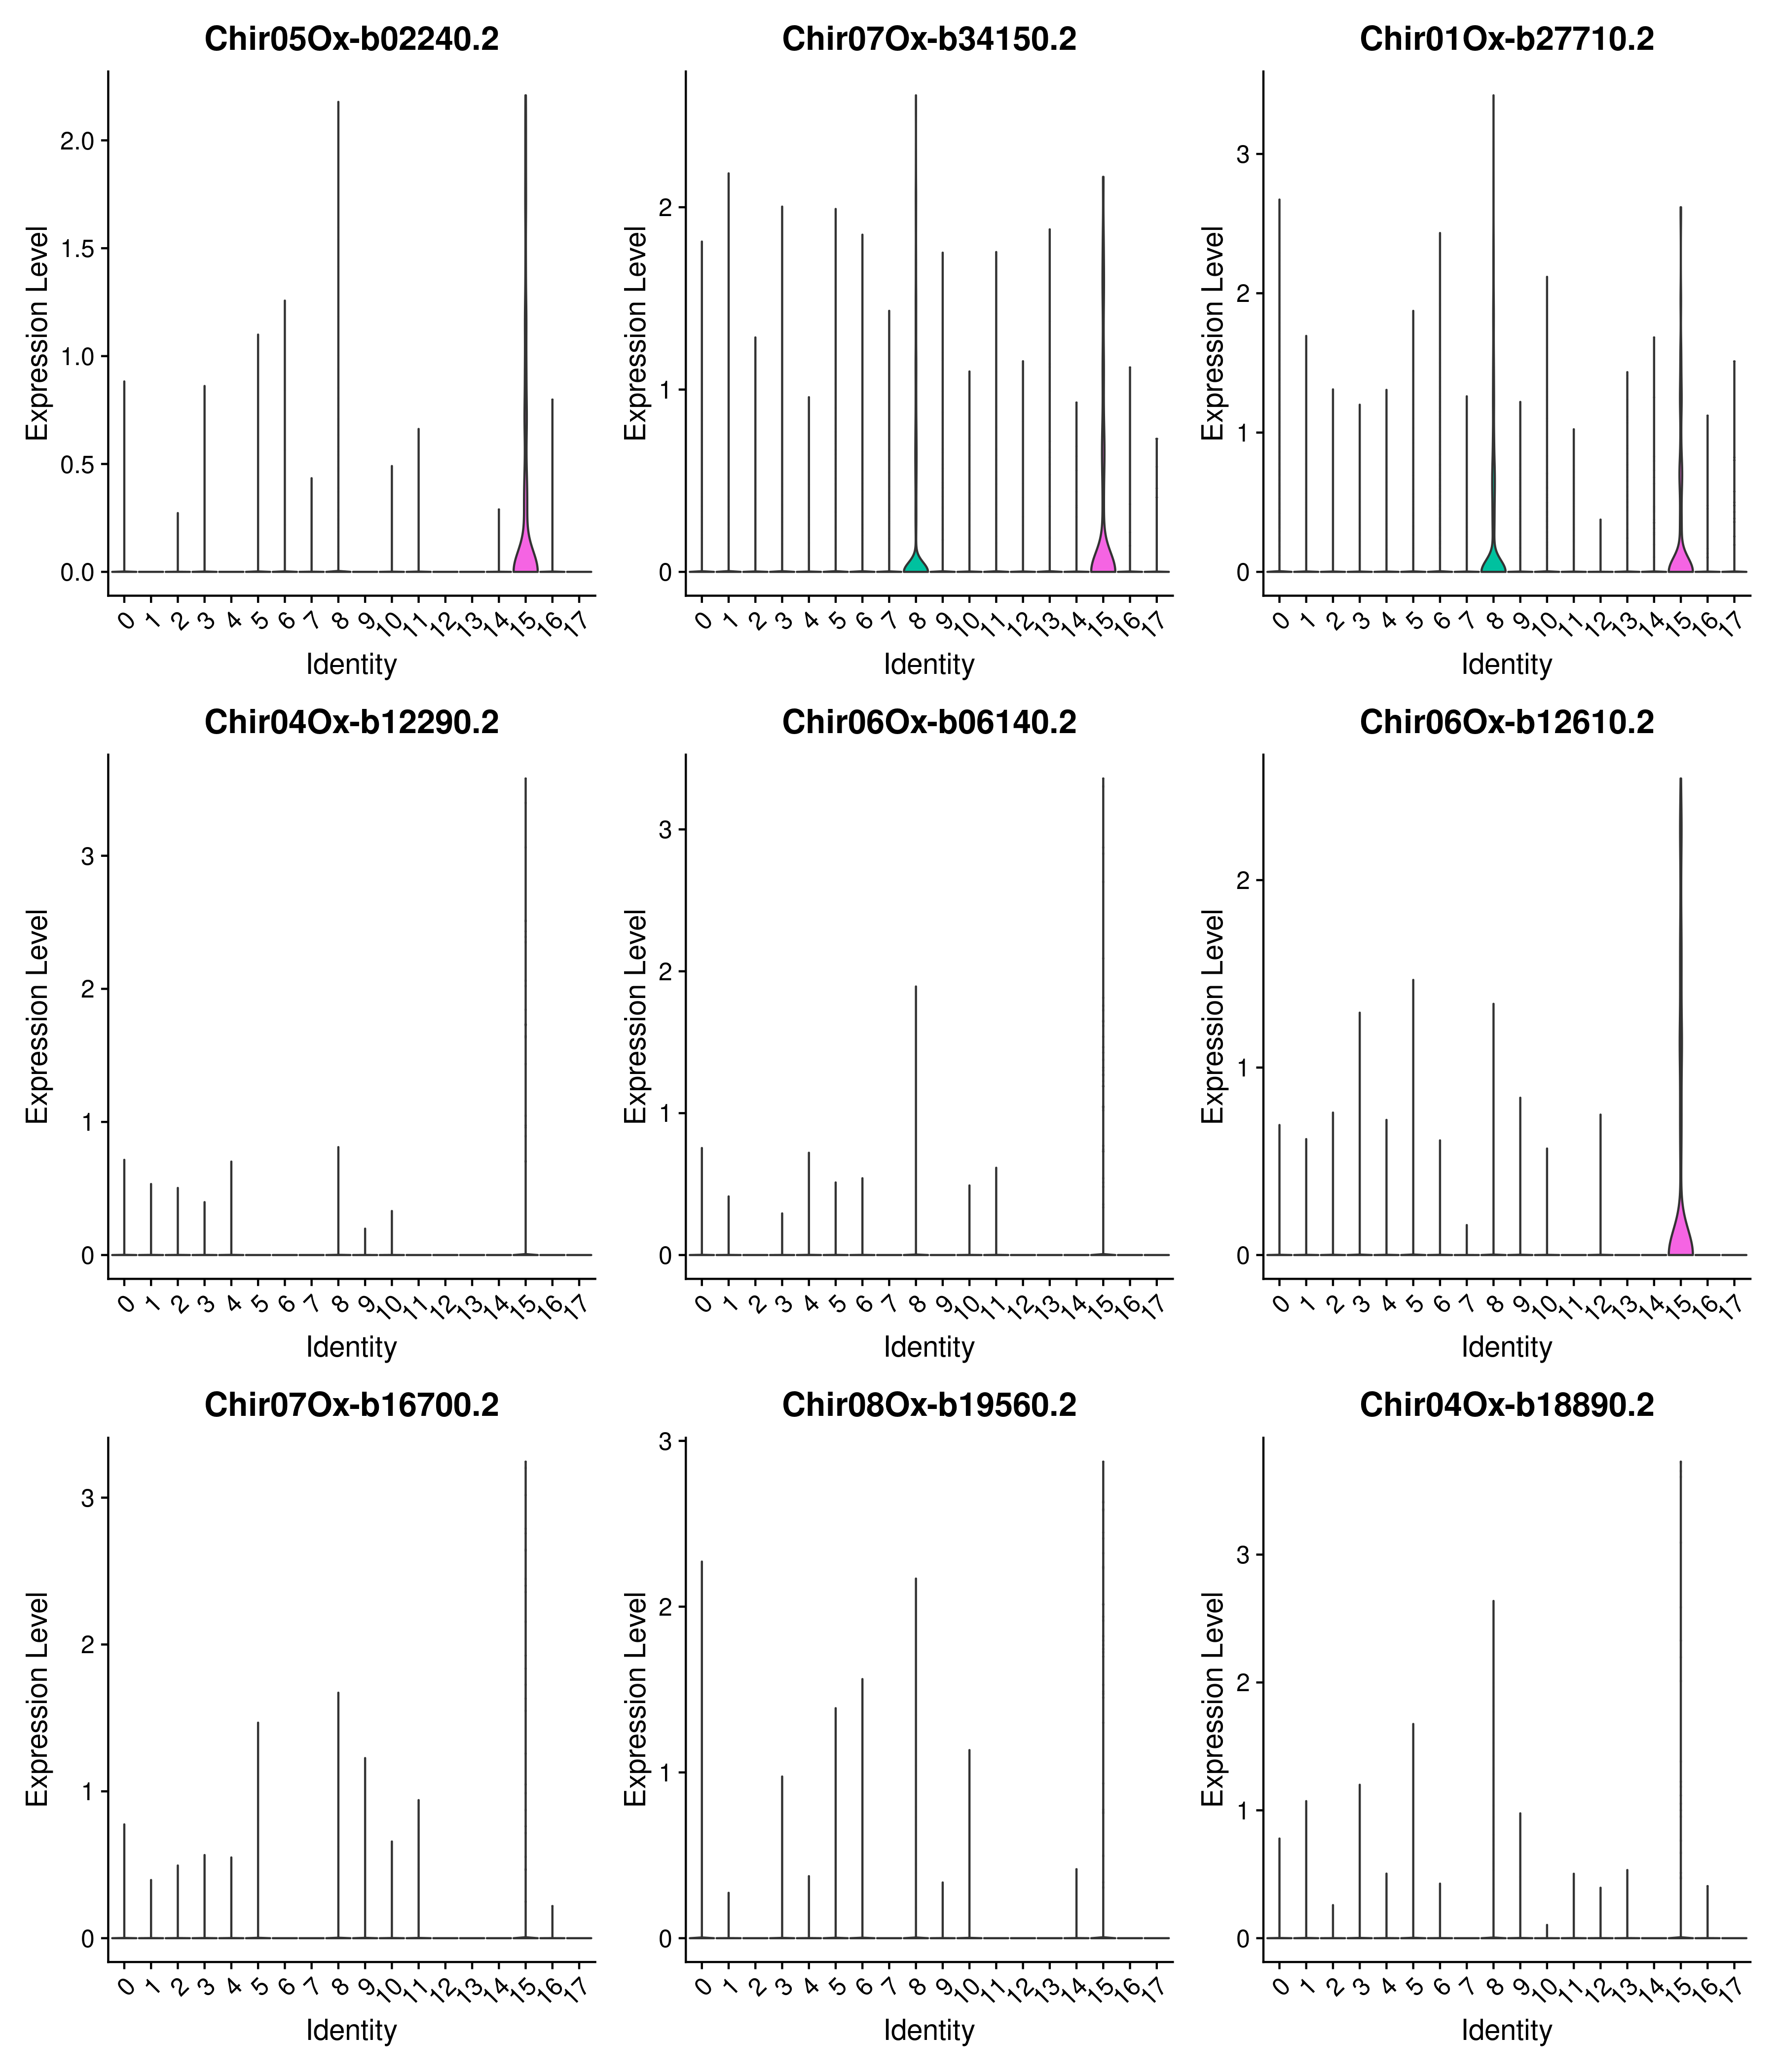 Chir05Ox-b02240.2
Expression Level
2.0
1.5
1.0
0.5
0.0
0 1 2 3 4 5 6 7 8 9 10 11 12 13 14 15 16 17
Identity
Chir07Ox-b34150.2
Expression Level
2
1
0
0 1 2 3 4 5 6 7 8 9 10 11 12 13 14 15 16 17
Identity
Chir01Ox-b27710.2
Expression Level
3
2
1
0
0 1 2 3 4 5 6 7 8 9 10 11 12 13 14 15 16 17
Identity
Chir04Ox-b12290.2
Expression Level
3
2
1
0
0 1 2 3 4 5 6 7 8 9 10 11 12 13 14 15 16 17
Identity
Chir06Ox-b06140.2
Expression Level
3
2
1
0
0 1 2 3 4 5 6 7 8 9 10 11 12 13 14 15 16 17
Identity
Chir06Ox-b12610.2
Expression Level
2
1
0
0 1 2 3 4 5 6 7 8 9 10 11 12 13 14 15 16 17
Identity
Chir07Ox-b16700.2
Expression Level
3
2
1
0
0 1 2 3 4 5 6 7 8 9 10 11 12 13 14 15 16 17
Identity
Chir08Ox-b19560.2
Expression Level
3
2
1
0
0 1 2 3 4 5 6 7 8 9 10 11 12 13 14 15 16 17
Identity
Chir04Ox-b18890.2
Expression Level
3
2
1
0
0 1 2 3 4 5 6 7 8 9 10 11 12 13 14 15 16 17
Identity